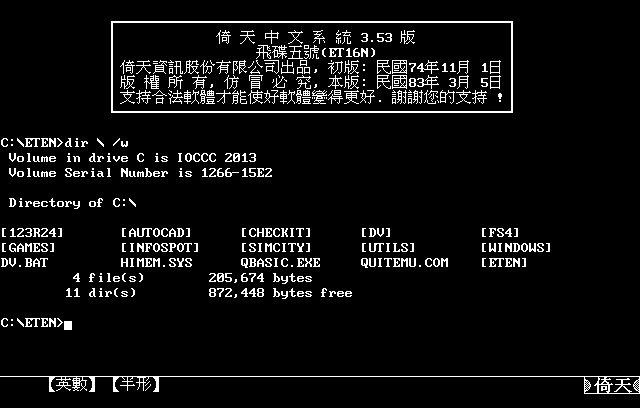 倚 天 中 文 系 統 3.53 版
飛碟五號(ET16N)
倚天資訊股份有限公司出品, 初版: 民國74年11月 1日
版 權 所 有, 仿 冒 必 究, 本版: 民國83年 3月 5日
支持合法軟體才能使好軟體變得更好. 謝謝您的支持 !
C:\ETEN>dir \ /w
Volume in drive C is IOCCC 2013
Volume Serial Number is 1266-15E2
Directory of C:\
[123R24] [AUTOCAD] [CHECKIT] [DV] [FS4]
[GAMES] [INFOSPOT] [SIMCITY] [UTILS] [WINDOWS]
DV.BAT HIMEM.SYS QBASIC.EXE QUITEMU.COM [ETEN]
4 file(s) 205,674 bytes
11 dir(s) 872,448 bytes free
C:\ETEN>
【英數】【半形】 倚天